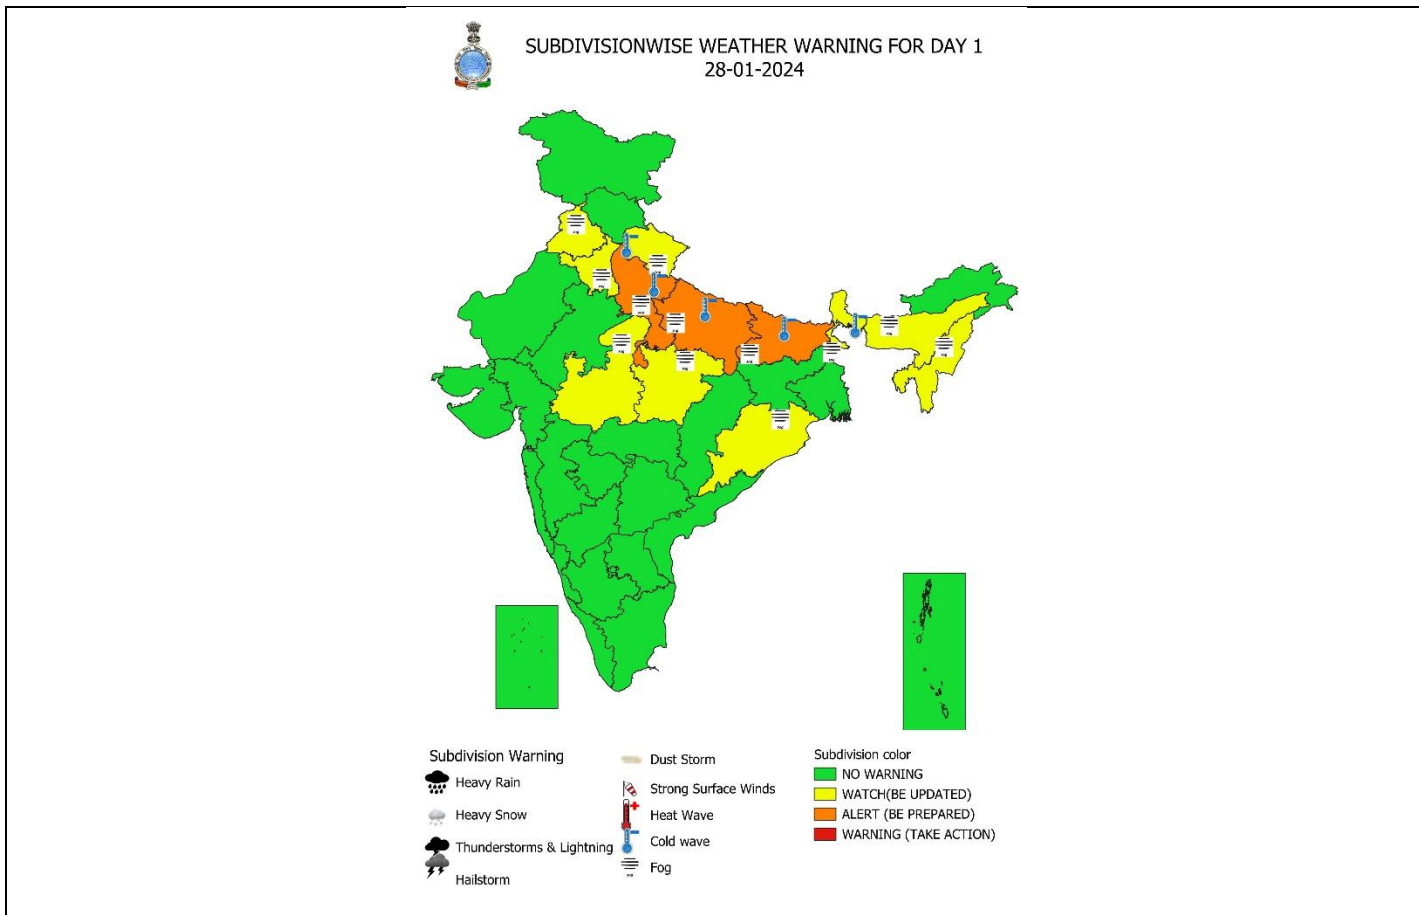 SUBDIVISIONWISE WEATHER WARNING FOR DAY 1
28-01-2024
Subdivision Warning
Heavy Rain
Heavy Snow
Thunderstorms & Lightning
Hailstorm
Dust Storm
Strong Surface Winds
Heat Wave
Cold wave
Fog
Subdivision color
NO WARNING
WATCH(BE UPDATED)
ALERT (BE PREPARED)
WARNING (TAKE ACTION)